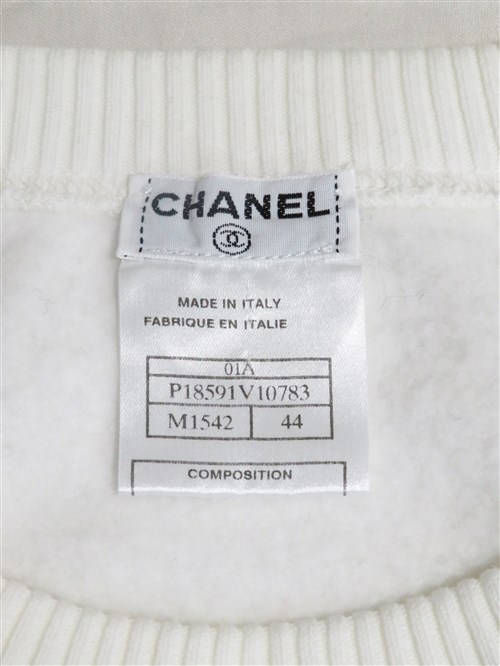 CHANEL
MADE IN ITALY
FABRIQUE EN ITALIE
01A
P18591V10783
M1542 44
COMPOSITION